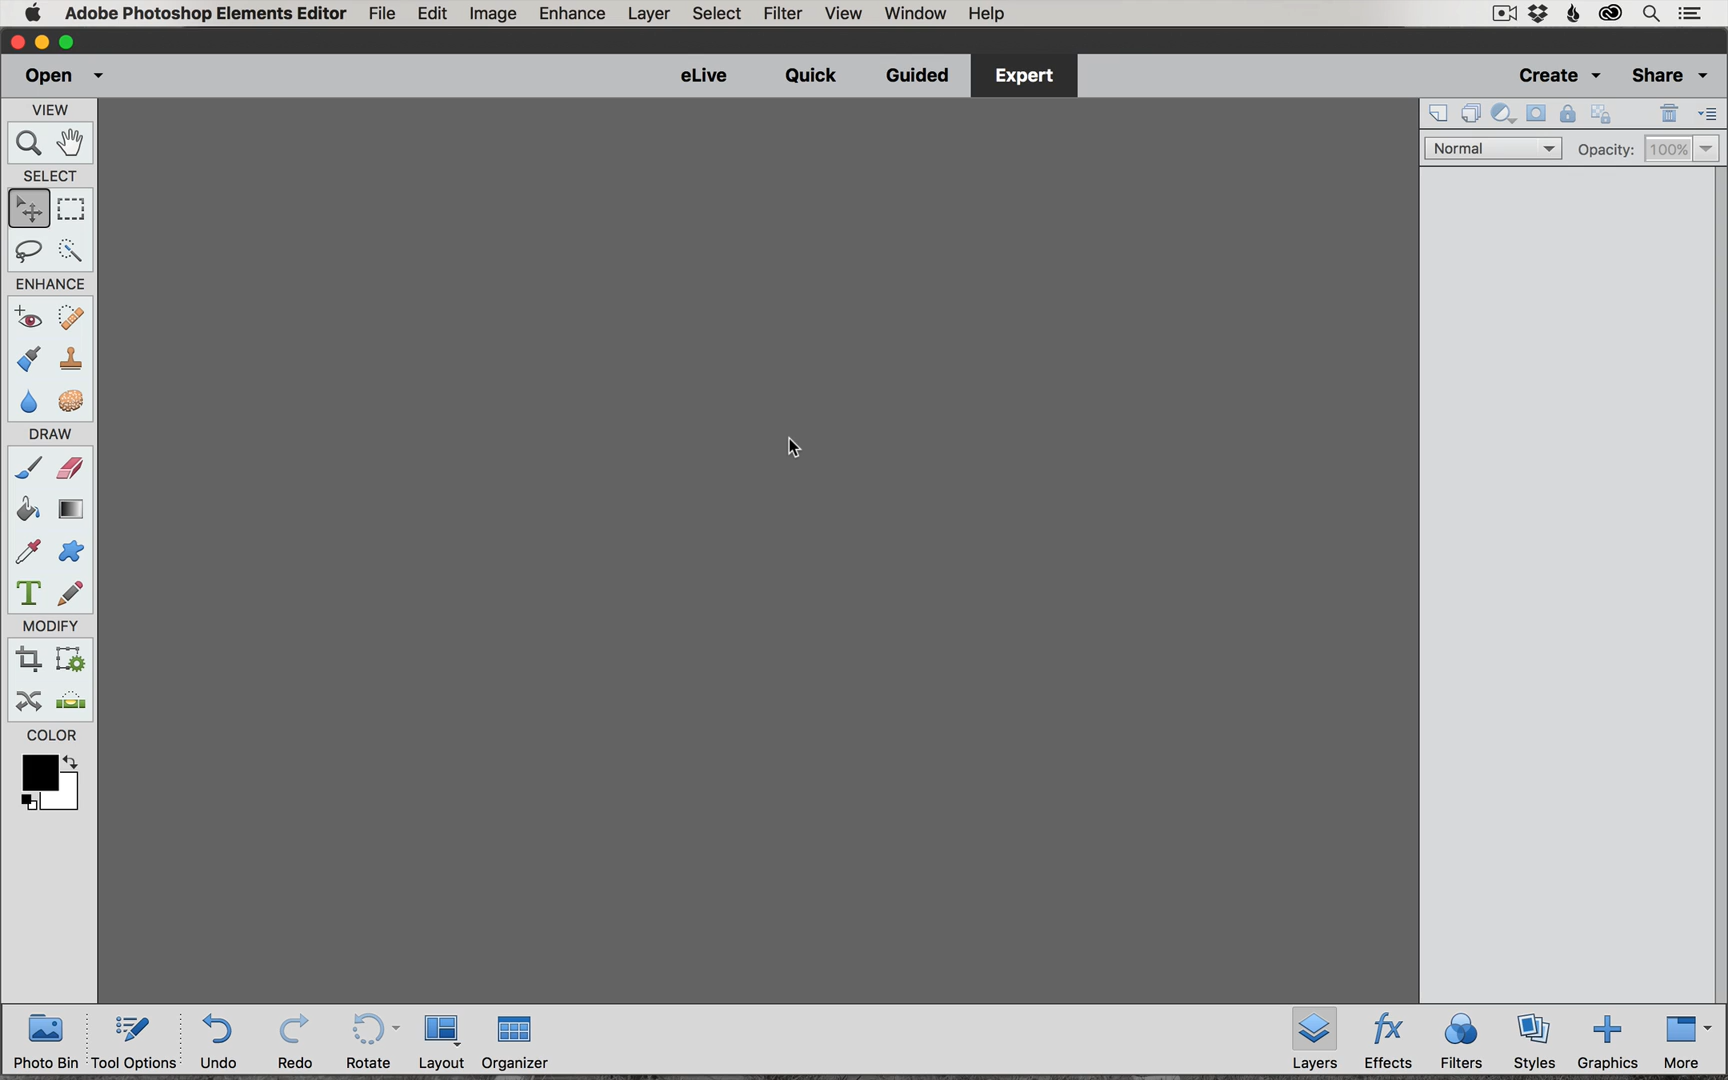 Adobe Photoshop Elements Editor File Edit Image Enhance Layer Select Filter View Window Help
Open eLive Quick Guided Expert Create Share
VIEW
SELECT
ENHANCE
DRAW
MODIFY
COLOR
Normal Opacity: 100%
Photo Bin Tool Options Undo Redo Rotate Layout Organizer Layers Effects Filters Styles Graphics More